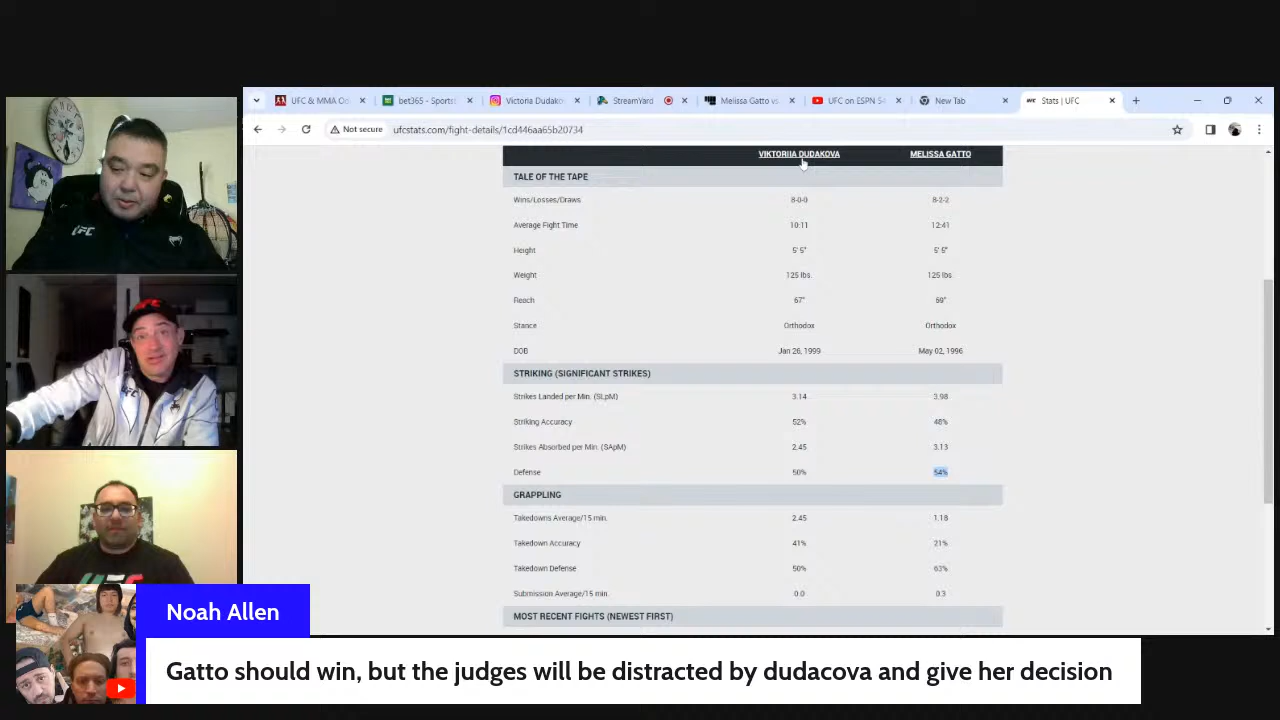 UFC & MMA Od
bet365 - Sportst
Victoria Dudako
StreamYard
Melissa Gatto vs
UFC on ESPN 54
New Tab
Stats | UFC
Not secure
ufcstats.com/fight-details/1cd446aa65b20734
VIKTORIIA DUDAKOVA MELISSA GATTO
TALE OF THE TAPE
Wins/Losses/Draws 8-0-0 8-2-2
Average Fight Time 10:11 12:41
Height 5' 5" 5' 5"
Weight 125 lbs. 125 lbs.
Reach 67" 69"
Stance Orthodox Orthodox
DOB Jan 26, 1999 May 02, 1996
STRIKING (SIGNIFICANT STRIKES)
Strikes Landed per Min. (SLpM) 3.14 3.98
Striking Accuracy 52% 48%
Strikes Absorbed per Min. (SApM) 2.45 3.13
Defense 50% 54%
GRAPPLING
Takedowns Average/15 min. 2.45 1.18
Takedown Accuracy 41% 21%
Takedown Defense 50% 63%
Submission Average/15 min. 0.0 0.3
MOST RECENT FIGHTS (NEWEST FIRST)
UFC
UFC
Noah Allen
Gatto should win, but the judges will be distracted by dudacova and give her decision